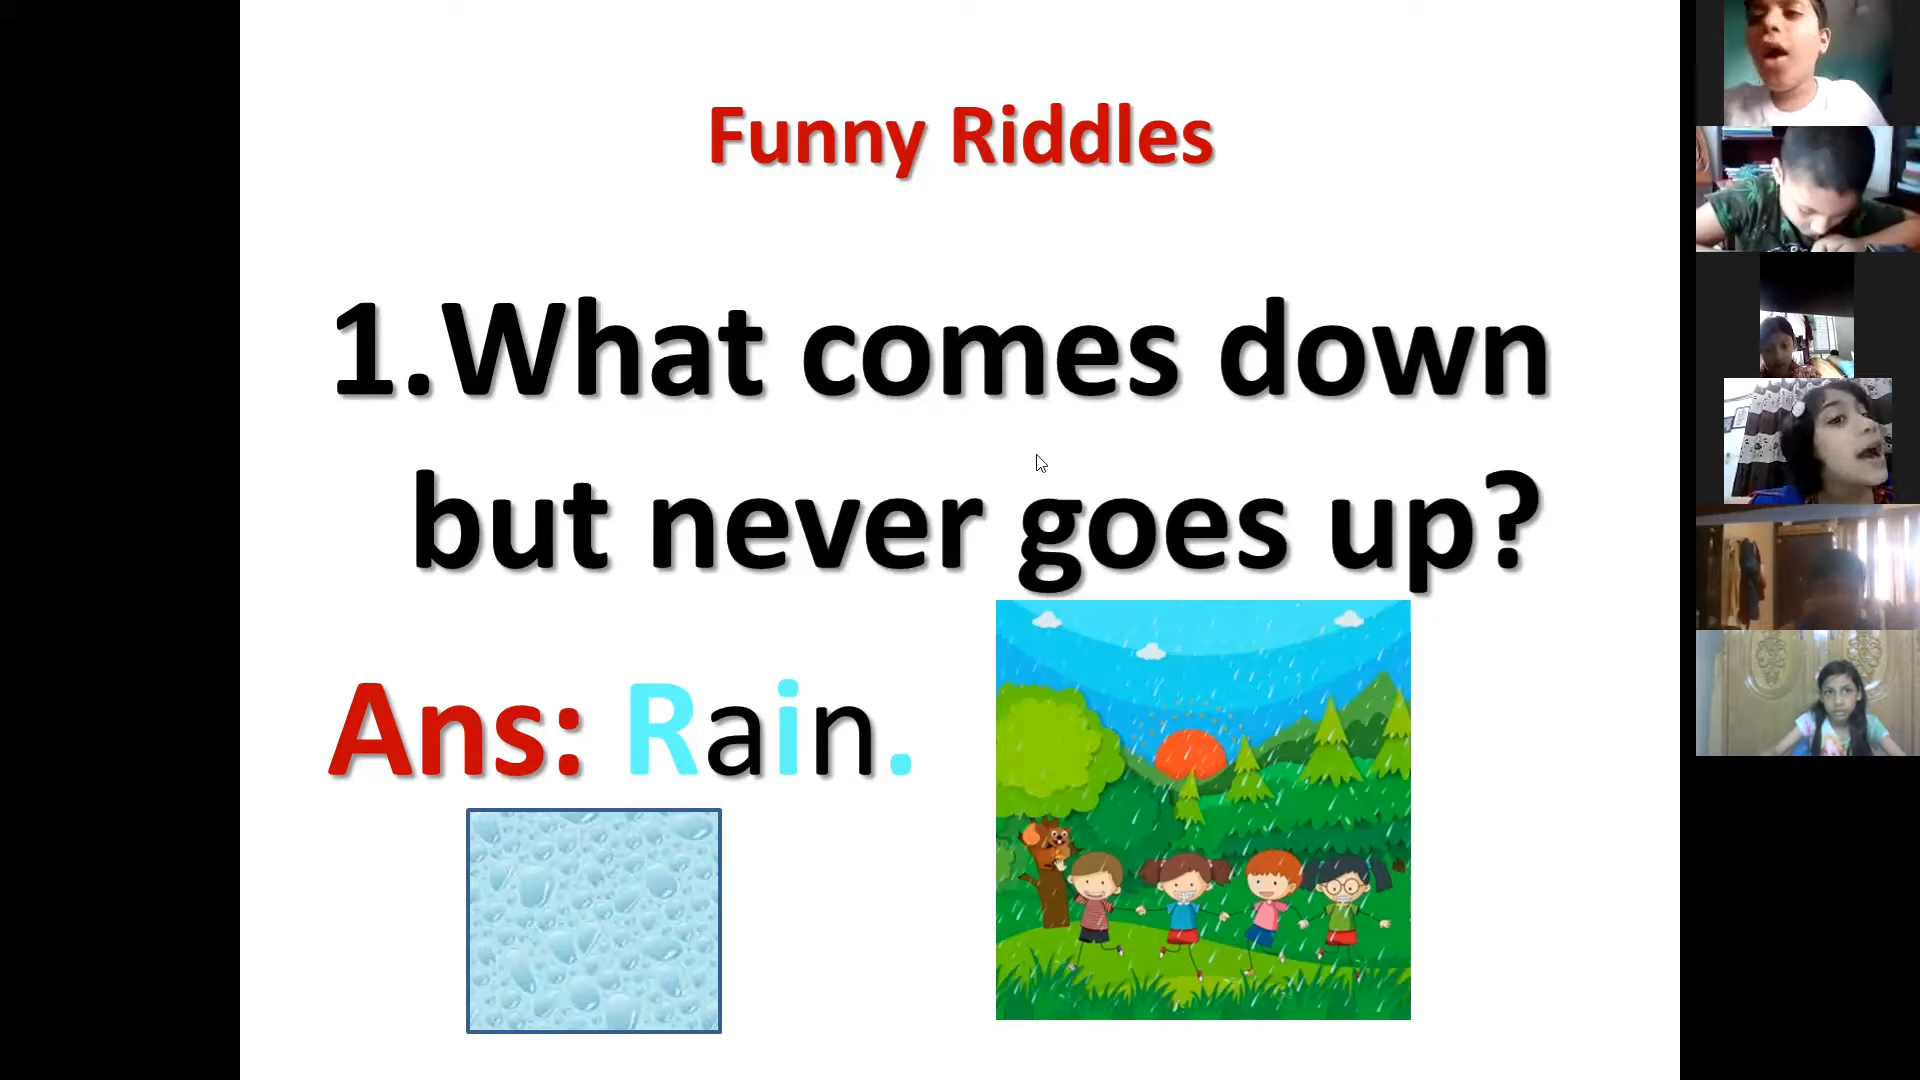 Funny Riddles
1.What comes down
but never goes up?
Ans: Rain.